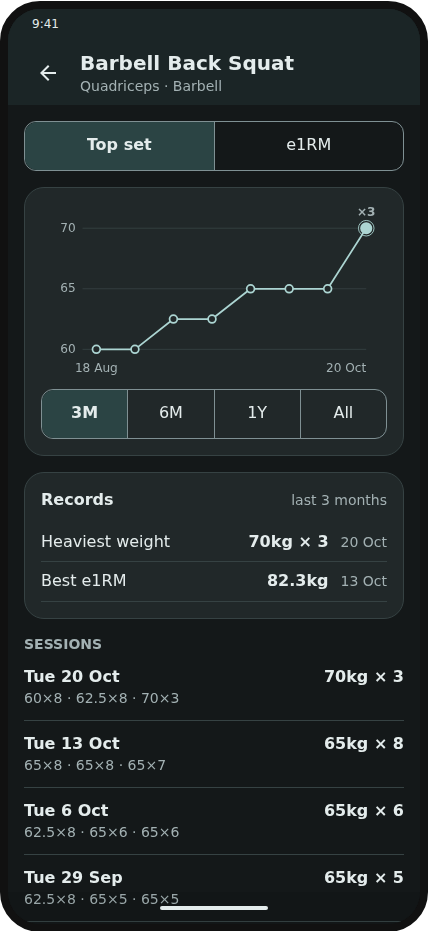 9:41
Barbell Back Squat
Quadriceps · Barbell
Top set e1RM
×3
70
65
60
18 Aug 20 Oct
3M 6M 1Y All
Records last 3 months
Heaviest weight 70kg × 3 20 Oct
Best e1RM 82.3kg 13 Oct
SESSIONS
Tue 20 Oct 70kg × 3
60×8 · 62.5×8 · 70×3
Tue 13 Oct 65kg × 8
65×8 · 65×8 · 65×7
Tue 6 Oct 65kg × 6
62.5×8 · 65×6 · 65×6
Tue 29 Sep 65kg × 5
62.5×8 · 65×5 · 65×5